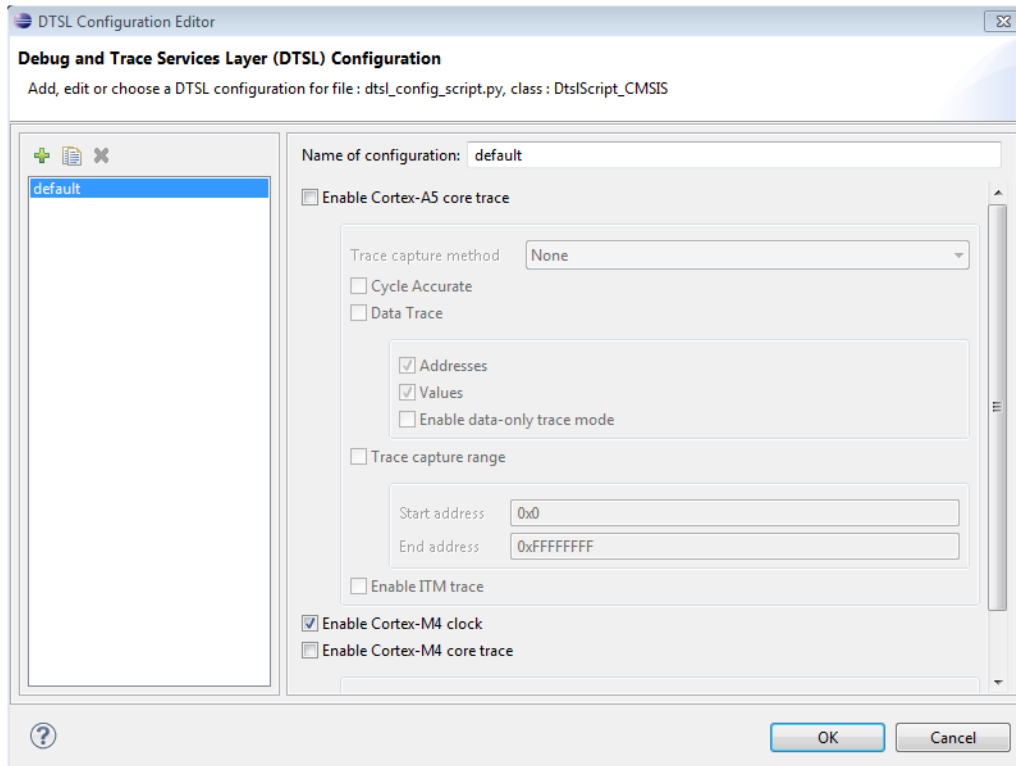 DTSL Configuration Editor
Debug and Trace Services Layer (DTSL) Configuration
Add, edit or choose a DTSL configuration for file : dtsl_config_script.py, class : DtslScript_CMSIS
Name of configuration: default
default
Enable Cortex-A5 core trace
Trace capture method None
Cycle Accurate
Data Trace
Addresses
Values
Enable data-only trace mode
Trace capture range
Start address 0x0
End address 0xFFFFFFFF
Enable ITM trace
Enable Cortex-M4 clock
Enable Cortex-M4 core trace
? OK Cancel